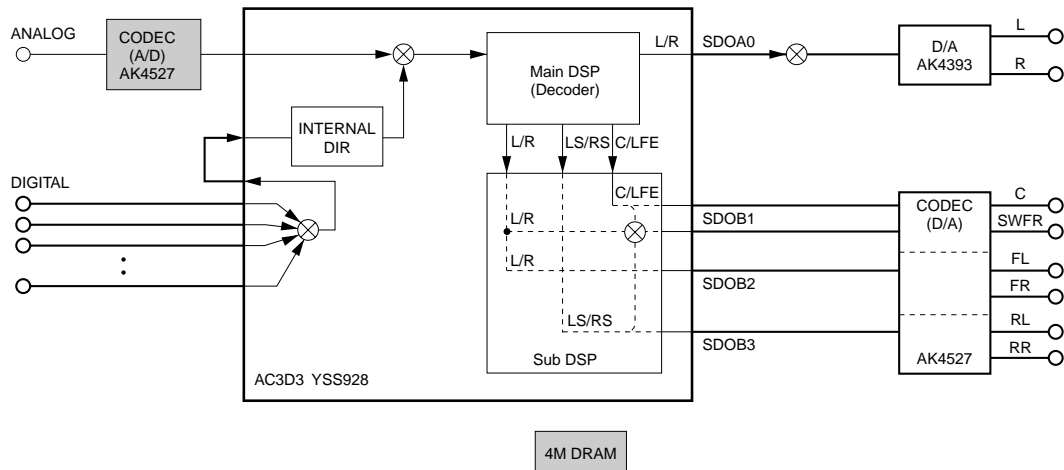 ANALOG
CODEC
(A/D)
AK4527
L/R
SDOA0
D/A
AK4393
L
R
Main DSP
(Decoder)
INTERNAL
DIR
L/R
LS/RS
C/LFE
DIGITAL
C/LFE
L/R
L/R
LS/RS
Sub DSP
SDOB1
SDOB2
SDOB3
CODEC
(D/A)
AK4527
C
SWFR
FL
FR
RL
RR
AC3D3 YSS928
4M DRAM